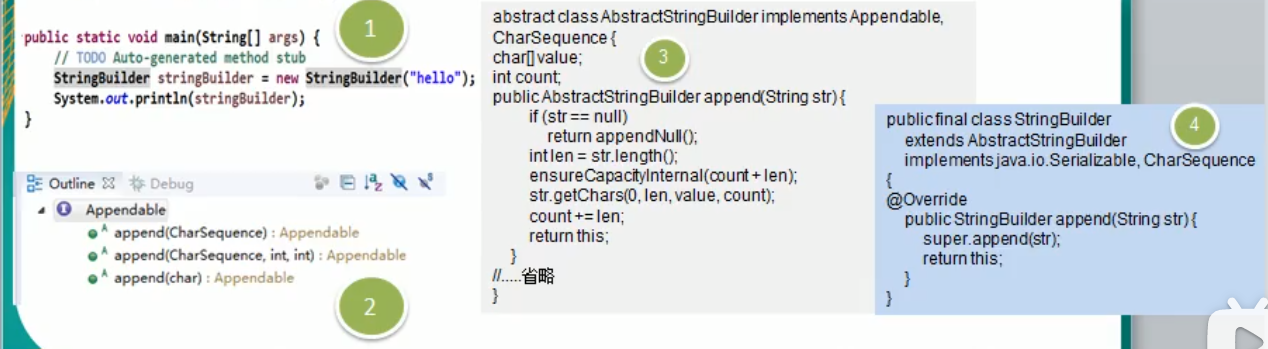 1
public static void main(String[] args) {
// TODO Auto-generated method stub
StringBuilder stringBuilder = new StringBuilder("hello");
System.out.println(stringBuilder);
}
Outline Debug
Appendable
append(CharSequence) : Appendable
append(CharSequence, int, int) : Appendable
append(char) : Appendable
2
abstract class AbstractStringBuilder implements Appendable,
CharSequence {
char[] value;
3
int count;
public AbstractStringBuilder append(String str) {
if (str == null)
return appendNull();
int len = str.length();
ensureCapacityInternal(count + len);
str.getChars(0, len, value, count);
count += len;
return this;
}
//.....省略
}
4
public final class StringBuilder
extends AbstractStringBuilder
implements java.io.Serializable, CharSequence
{
@Override
public StringBuilder append(String str) {
super.append(str);
return this;
}
}